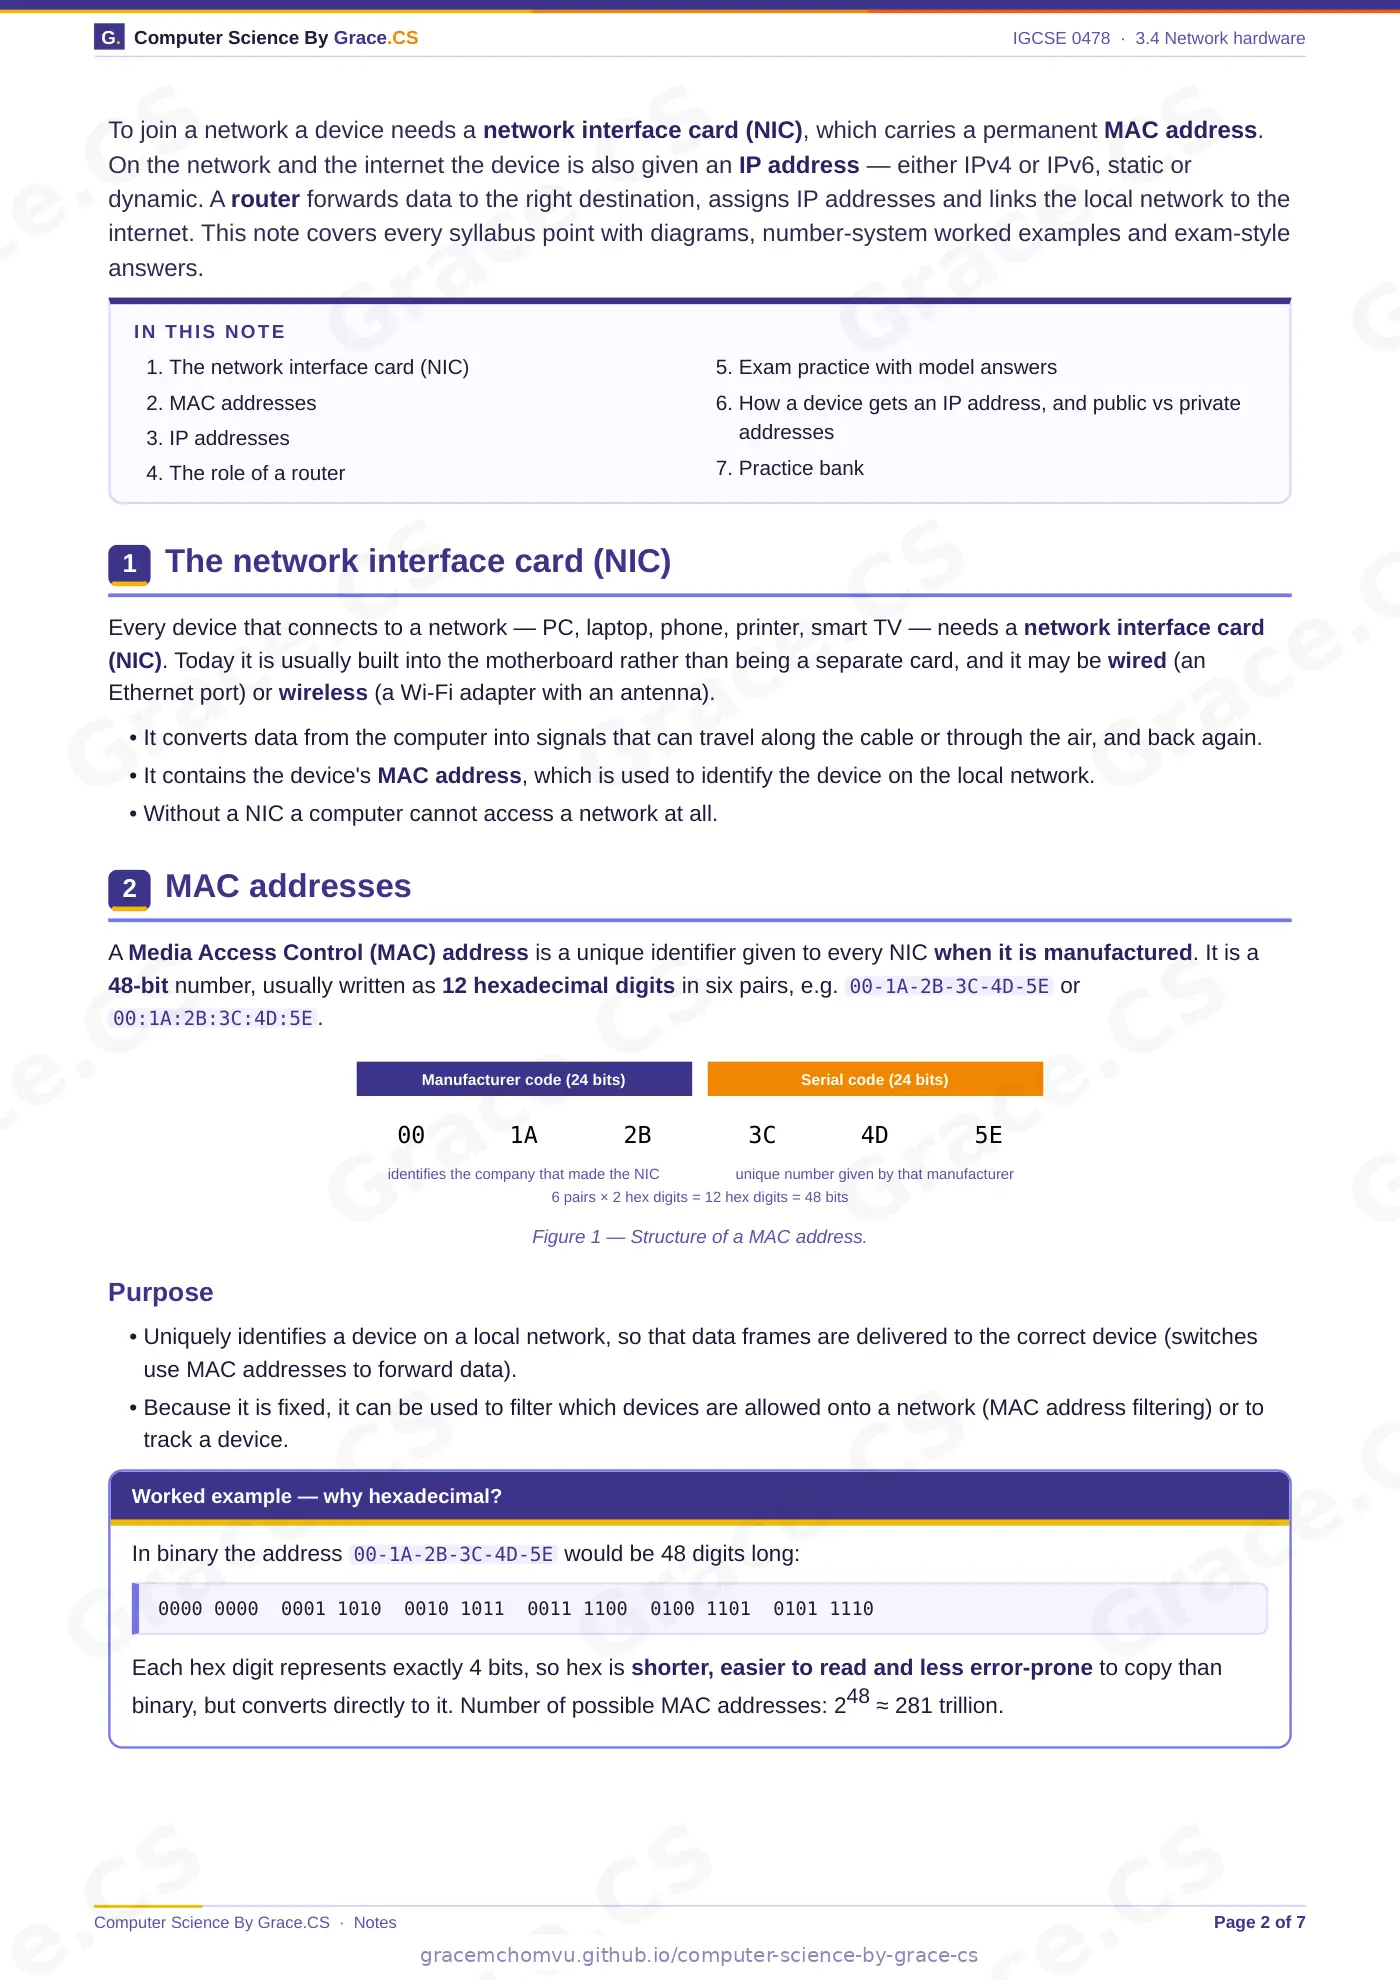 G. Computer Science By Grace.CS
IGCSE 0478 · 3.4 Network hardware
To join a network a device needs a network interface card (NIC), which carries a permanent MAC address.
On the network and the internet the device is also given an IP address — either IPv4 or IPv6, static or
dynamic. A router forwards data to the right destination, assigns IP addresses and links the local network to the
internet. This note covers every syllabus point with diagrams, number-system worked examples and exam-style
answers.
IN THIS NOTE
1. The network interface card (NIC)
2. MAC addresses
3. IP addresses
4. The role of a router
5. Exam practice with model answers
6. How a device gets an IP address, and public vs private
addresses
7. Practice bank
1 The network interface card (NIC)
Every device that connects to a network — PC, laptop, phone, printer, smart TV — needs a network interface card
(NIC). Today it is usually built into the motherboard rather than being a separate card, and it may be wired (an
Ethernet port) or wireless (a Wi-Fi adapter with an antenna).
• It converts data from the computer into signals that can travel along the cable or through the air, and back again.
• It contains the device's MAC address, which is used to identify the device on the local network.
• Without a NIC a computer cannot access a network at all.
2 MAC addresses
A Media Access Control (MAC) address is a unique identifier given to every NIC when it is manufactured. It is a
48-bit number, usually written as 12 hexadecimal digits in six pairs, e.g. 00-1A-2B-3C-4D-5E or
00:1A:2B:3C:4D:5E.
Manufacturer code (24 bits) Serial code (24 bits)
00 1A 2B 3C 4D 5E
identifies the company that made the NIC unique number given by that manufacturer
6 pairs × 2 hex digits = 12 hex digits = 48 bits
Figure 1 — Structure of a MAC address.
Purpose
• Uniquely identifies a device on a local network, so that data frames are delivered to the correct device (switches
use MAC addresses to forward data).
• Because it is fixed, it can be used to filter which devices are allowed onto a network (MAC address filtering) or to
track a device.
Worked example — why hexadecimal?
In binary the address 00-1A-2B-3C-4D-5E would be 48 digits long:
0000 0000 0001 1010 0010 1011 0011 1100 0100 1101 0101 1110
Each hex digit represents exactly 4 bits, so hex is shorter, easier to read and less error-prone to copy than
binary, but converts directly to it. Number of possible MAC addresses: 2^48 ≈ 281 trillion.
Computer Science By Grace.CS · Notes
Page 2 of 7
gracemchomvu.github.io/computer-science-by-grace-cs